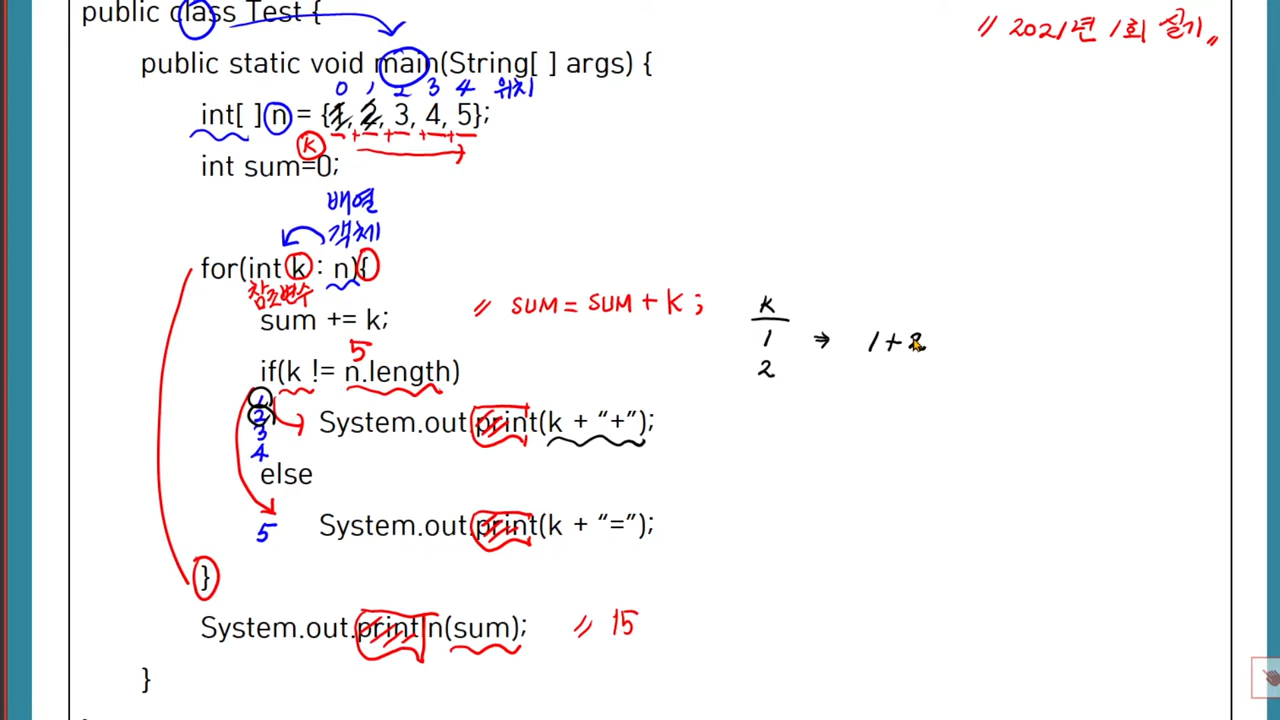 public class Test {
// 2021년 1회 실기 //
public static void main(String[ ] args) {
0 1 2 3 4 위치
int[ ] n = {1, 2, 3, 4, 5};
+ + + +
k
int sum=0;
배열
객체
for(int k : n){
참조변수
sum += k;
// SUM = SUM + K ;
K
1 → 1+2
2
5
if(k != n.length)
1
2
3
4
System.out.print(k + “+”);
else
5
System.out.print(k + “=”);
}
System.out.println(sum);
// 15
}